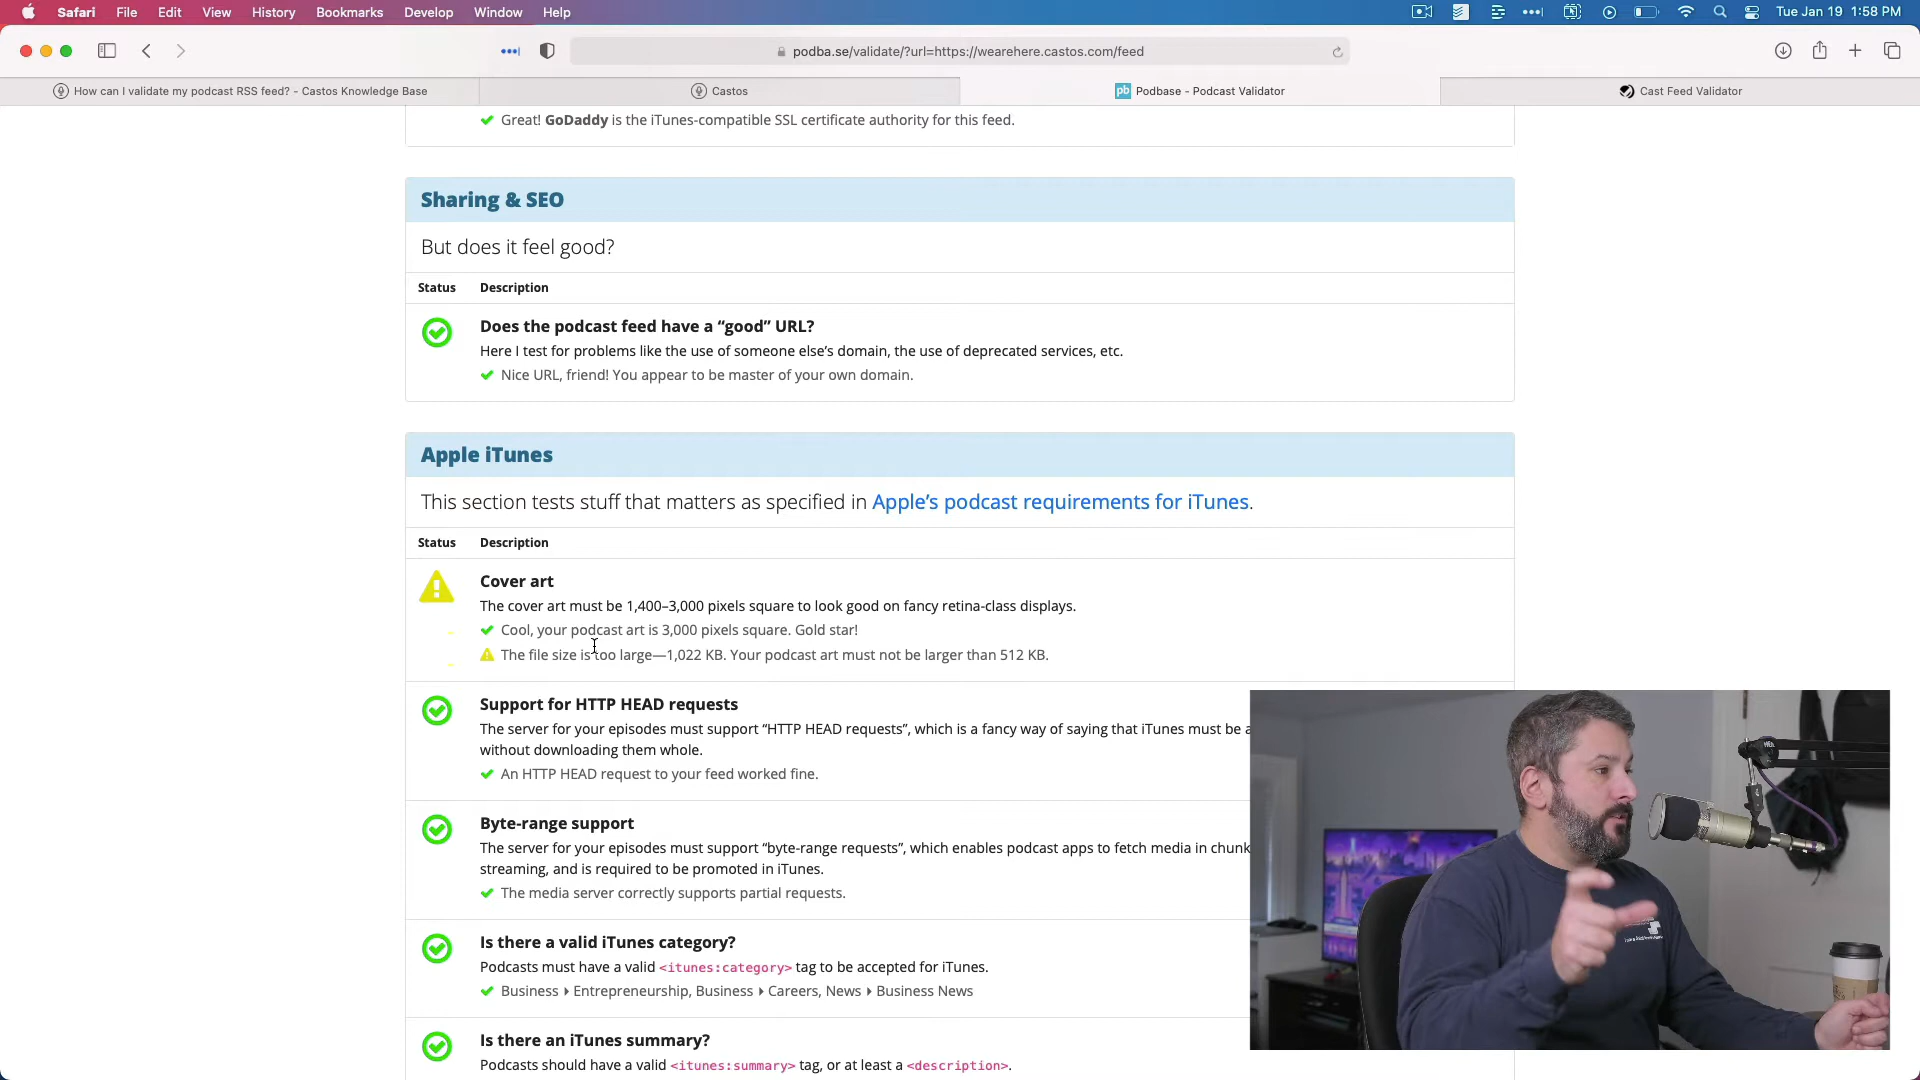 Safari File Edit View History Bookmarks Develop Window Help Tue Jan 19 1:58 PM
podba.se/validate/?url=https://wearehere.castos.com/feed
How can I validate my podcast RSS feed? - Castos Knowledge Base
Castos
pb Podbase - Podcast Validator
Cast Feed Validator
Great! GoDaddy is the iTunes-compatible SSL certificate authority for this feed.
Sharing & SEO
But does it feel good?
Status Description
Does the podcast feed have a “good” URL?
Here I test for problems like the use of someone else’s domain, the use of deprecated services, etc.
Nice URL, friend! You appear to be master of your own domain.
Apple iTunes
This section tests stuff that matters as specified in Apple’s podcast requirements for iTunes.
Status Description
Cover art
The cover art must be 1,400–3,000 pixels square to look good on fancy retina-class displays.
Cool, your podcast art is 3,000 pixels square. Gold star!
The file size is too large—1,022 KB. Your podcast art must not be larger than 512 KB.
Support for HTTP HEAD requests
The server for your episodes must support “HTTP HEAD requests”, which is a fancy way of saying that iTunes must be a
without downloading them whole.
An HTTP HEAD request to your feed worked fine.
Byte-range support
The server for your episodes must support “byte-range requests”, which enables podcast apps to fetch media in chunk
streaming, and is required to be promoted in iTunes.
The media server correctly supports partial requests.
Is there a valid iTunes category?
Podcasts must have a valid <itunes:category> tag to be accepted for iTunes.
Business Entrepreneurship, Business Careers, News Business News
Is there an iTunes summary?
Podcasts should have a valid <itunes:summary> tag, or at least a <description>.